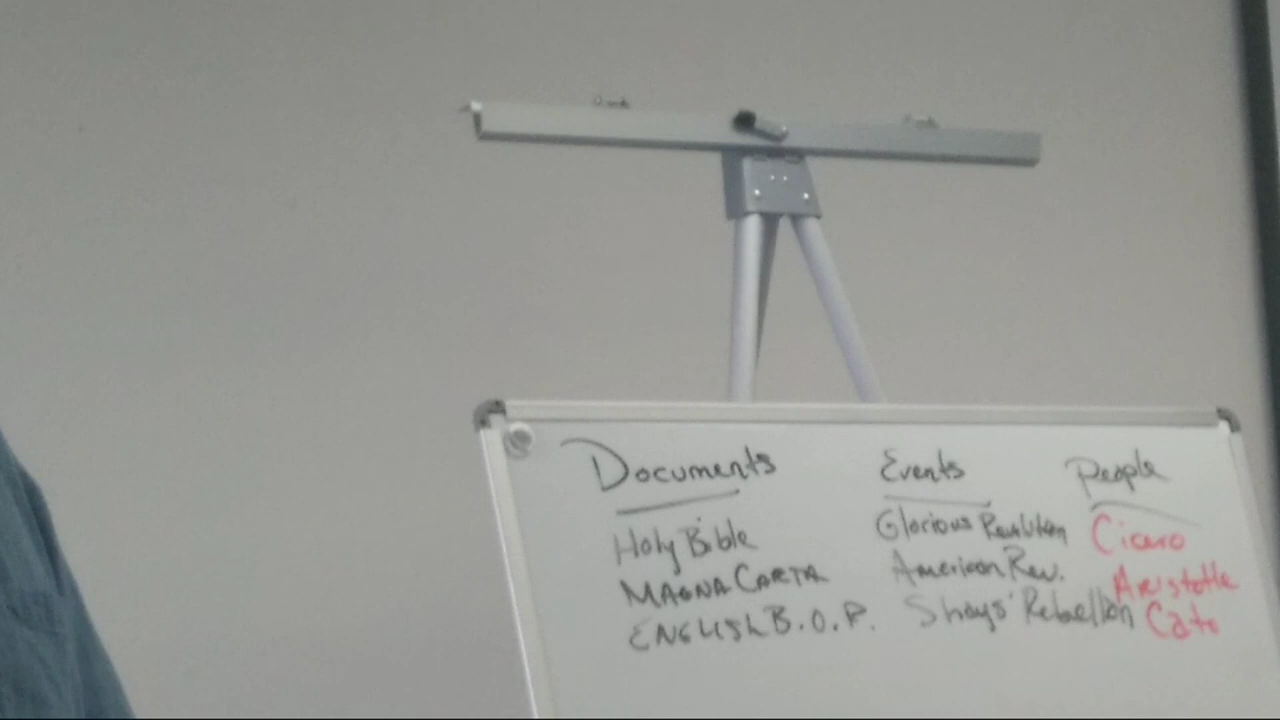 Documents Events People
Holy Bible Glorious Revolution Cicero
MAGNA CARTA American Rev. Aristotle
ENGLISh B.O.R. Shays' Rebellion Cato